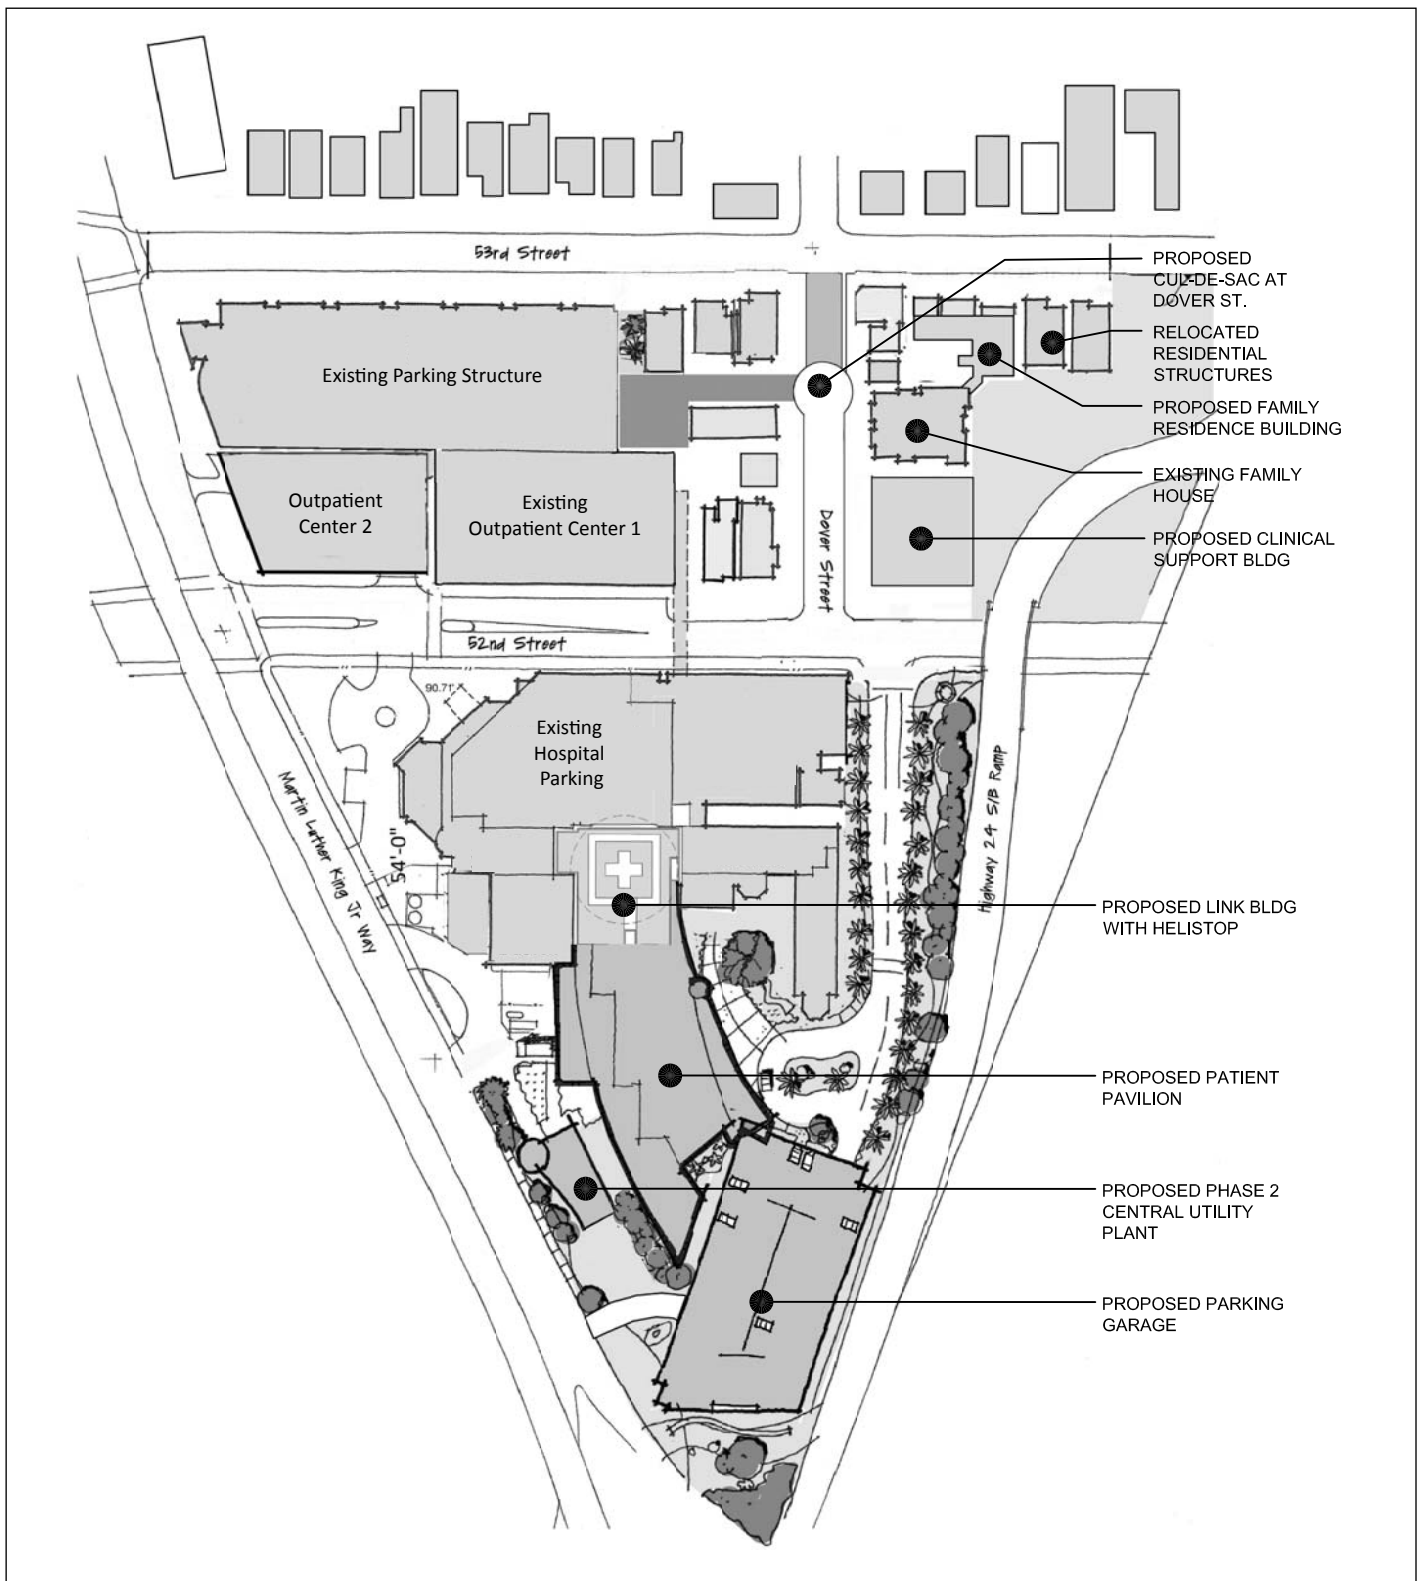 53rd Street
PROPOSED
CUL-DE-SAC AT
DOVER ST.
RELOCATED
RESIDENTIAL
STRUCTURES
Existing Parking Structure
PROPOSED FAMILY
RESIDENCE BUILDING
EXISTING FAMILY
HOUSE
Outpatient
Center 2
Existing
Outpatient Center 1
Dover Street
PROPOSED CLINICAL
SUPPORT BLDG
52nd Street
90.71'
Existing
Hospital
Parking
Martin Luther King Jr Way
54'-0"
Highway 24 S/B Ramp
PROPOSED LINK BLDG
WITH HELISTOP
PROPOSED PATIENT
PAVILION
PROPOSED PHASE 2
CENTRAL UTILITY
PLANT
PROPOSED PARKING
GARAGE